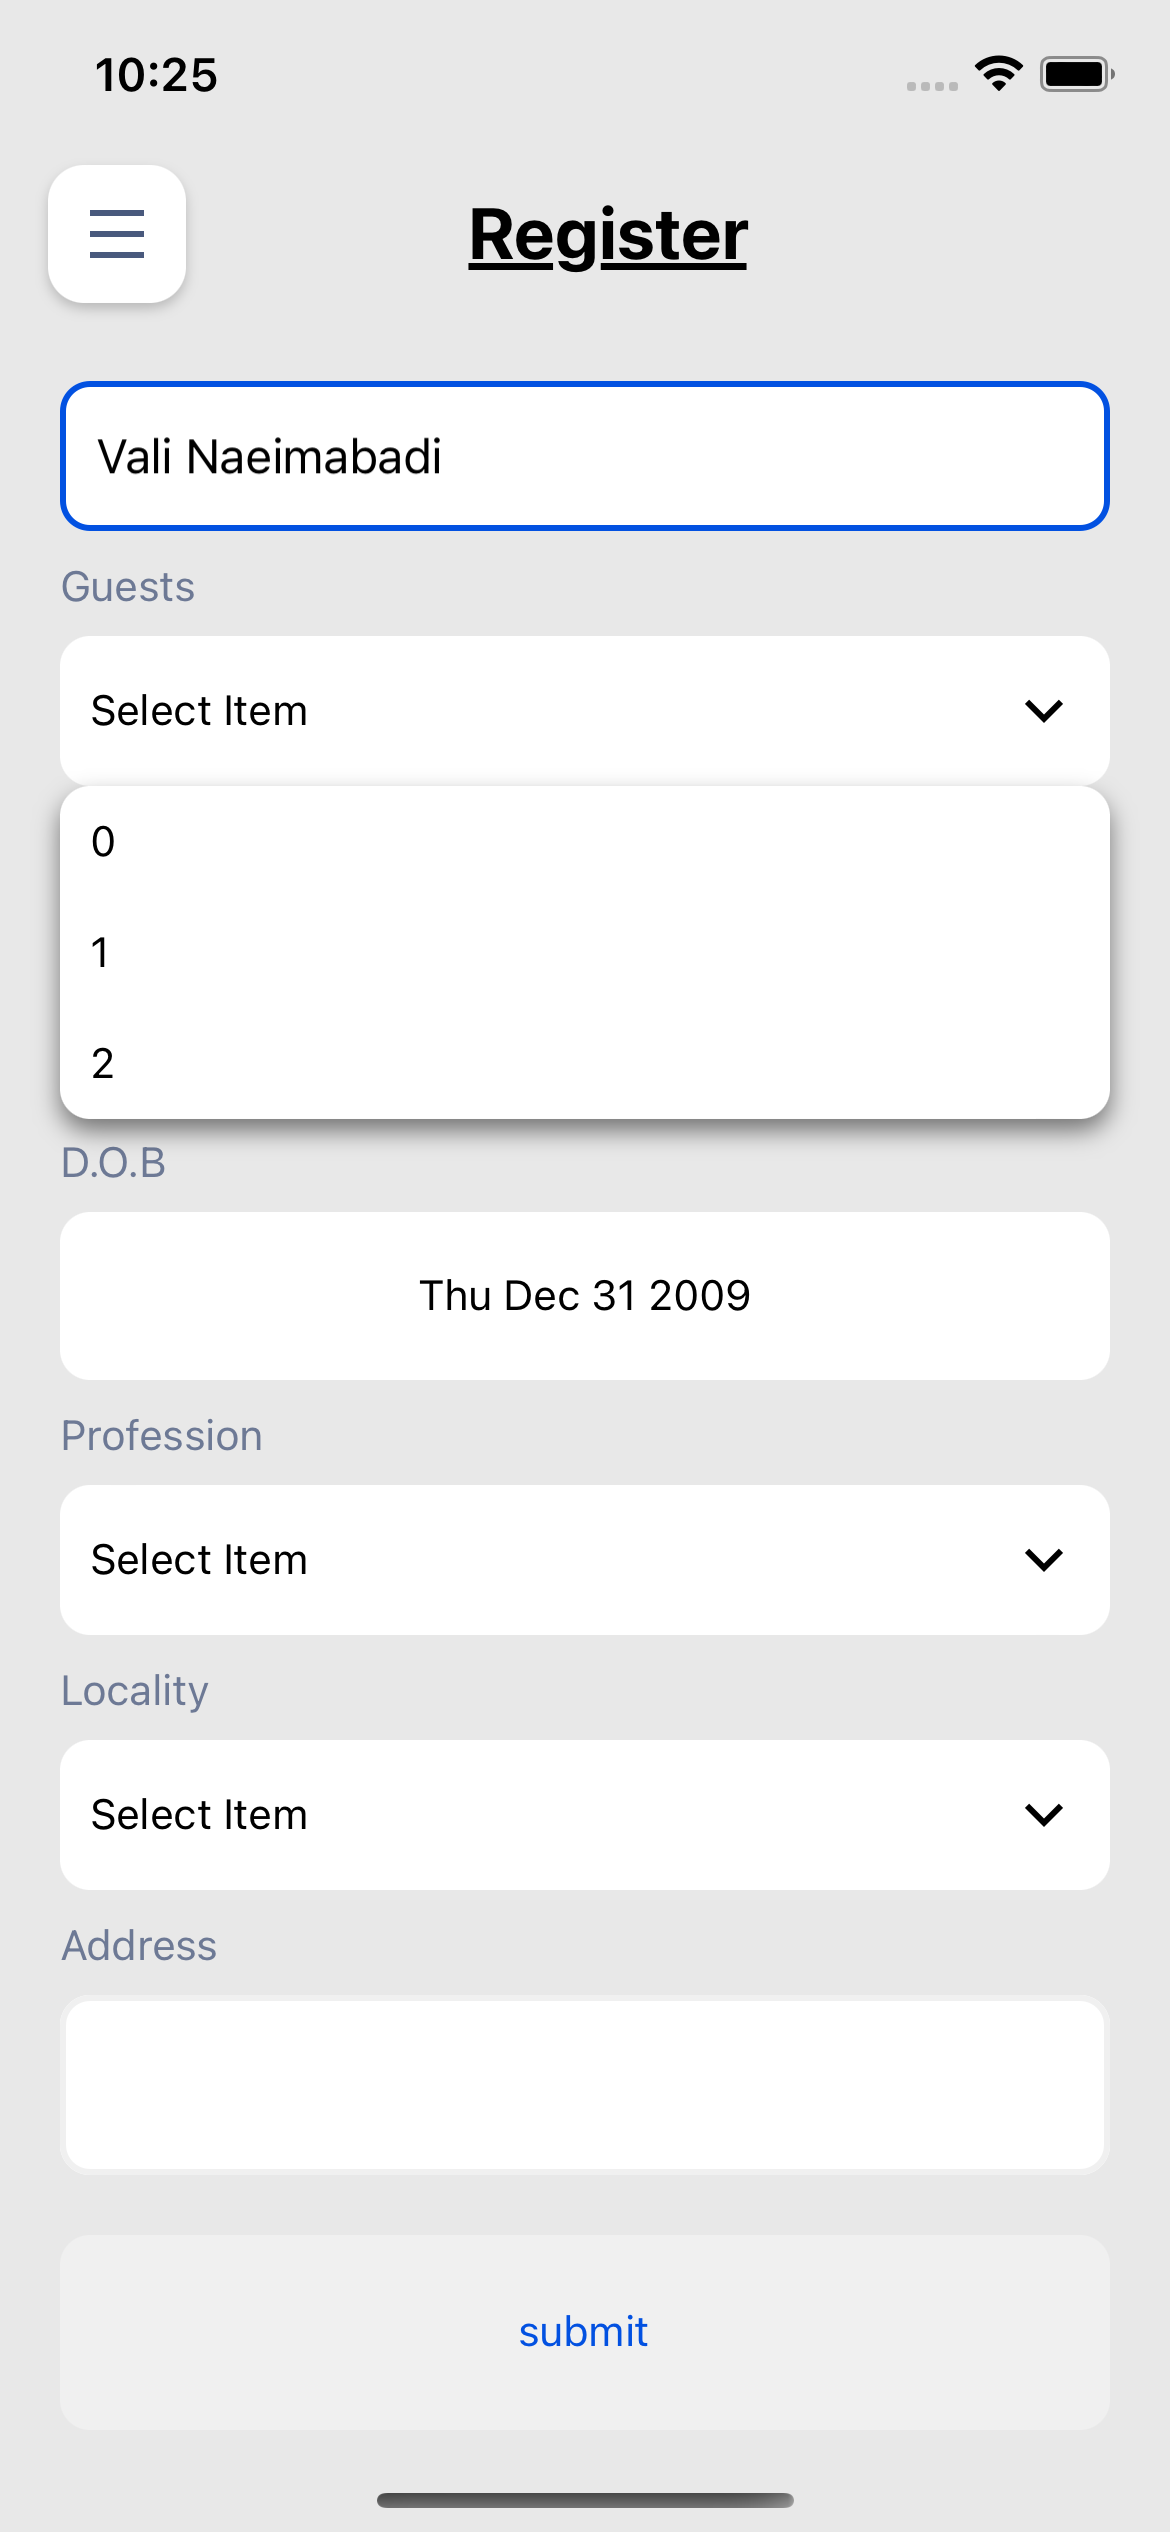 10:25
Register
Vali Naeimabadi
Guests
Select Item
0
1
2
D.O.B
Thu Dec 31 2009
Profession
Select Item
Locality
Select Item
Address
submit